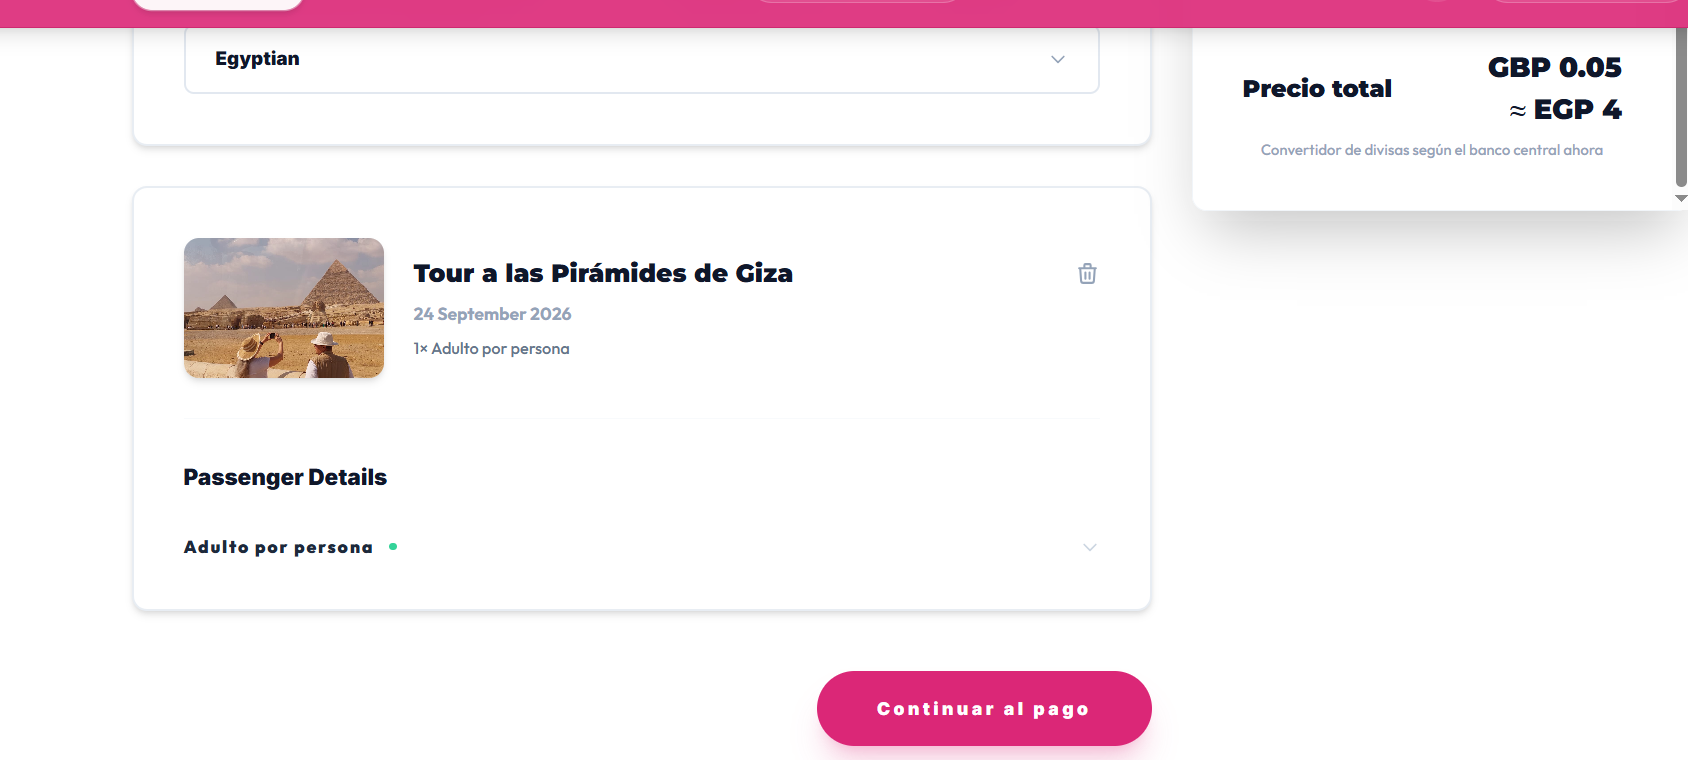 Egyptian
Precio total
GBP 0.05
≈ EGP 4
Convertidor de divisas según el banco central ahora
Tour a las Pirámides de Giza
24 September 2026
1× Adulto por persona
Passenger Details
Adulto por persona
Continuar al pago